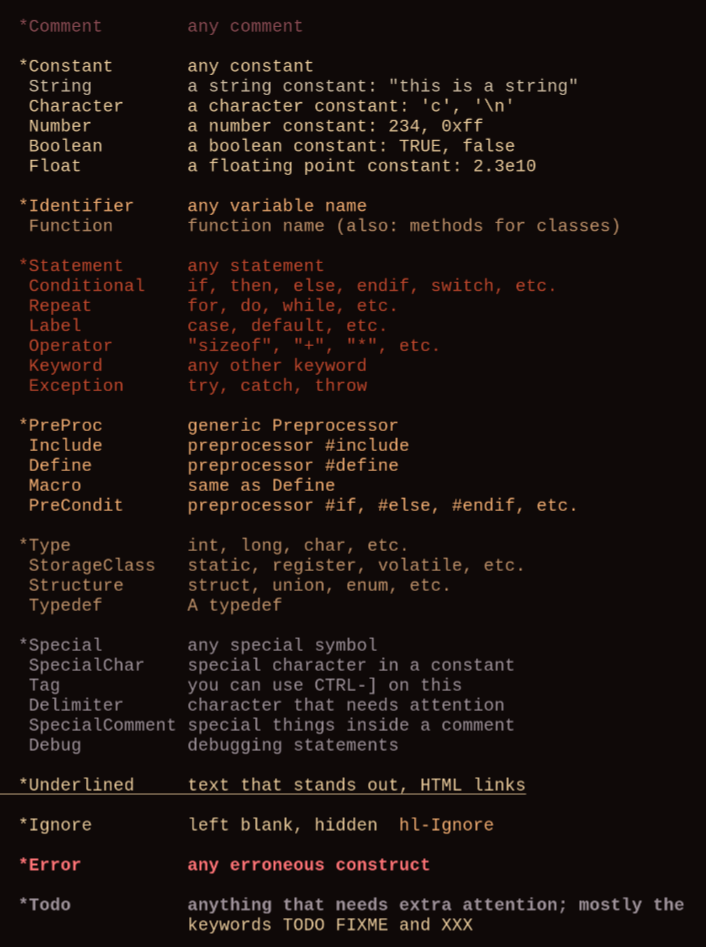 *Comment any comment
*Constant any constant
String a string constant: "this is a string"
Character a character constant: 'c', '\n'
Number a number constant: 234, 0xff
Boolean a boolean constant: TRUE, false
Float a floating point constant: 2.3e10
*Identifier any variable name
Function function name (also: methods for classes)
*Statement any statement
Conditional if, then, else, endif, switch, etc.
Repeat for, do, while, etc.
Label case, default, etc.
Operator "sizeof", "+", "*", etc.
Keyword any other keyword
Exception try, catch, throw
*PreProc generic Preprocessor
Include preprocessor #include
Define preprocessor #define
Macro same as Define
PreCondit preprocessor #if, #else, #endif, etc.
*Type int, long, char, etc.
StorageClass static, register, volatile, etc.
Structure struct, union, enum, etc.
Typedef A typedef
*Special any special symbol
SpecialChar special character in a constant
Tag you can use CTRL-] on this
Delimiter character that needs attention
SpecialComment special things inside a comment
Debug debugging statements
*Underlined text that stands out, HTML links
*Ignore left blank, hidden hl-Ignore
*Error any erroneous construct
*Todo anything that needs extra attention; mostly the
keywords TODO FIXME and XXX